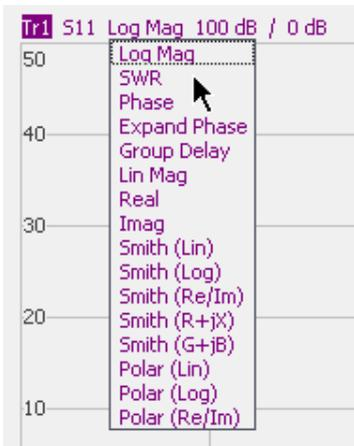 Tr1 S11 Log Mag 100 dB / 0 dB
50
Log Mag
SWR
Phase
40
Expand Phase
Group Delay
Lin Mag
Real
30
Imag
Smith (Lin)
Smith (Log)
Smith (Re/Im)
20
Smith (R+jX)
Smith (G+jB)
Polar (Lin)
Polar (Log)
10
Polar (Re/Im)